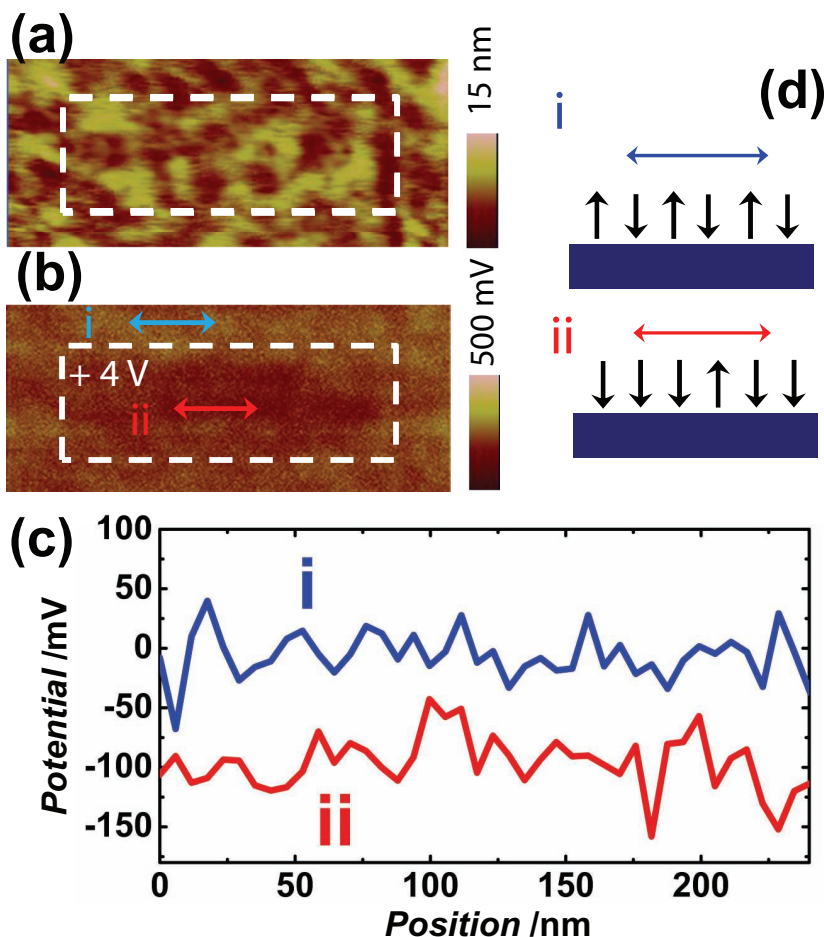 (a)
15 nm
(d)
i
(b)
i
+ 4 V
ii
500 mV
ii
(c)
100
50
0
-50
-100
-150
Potential /mV
i
ii
0
50
100
150
200
Position /nm